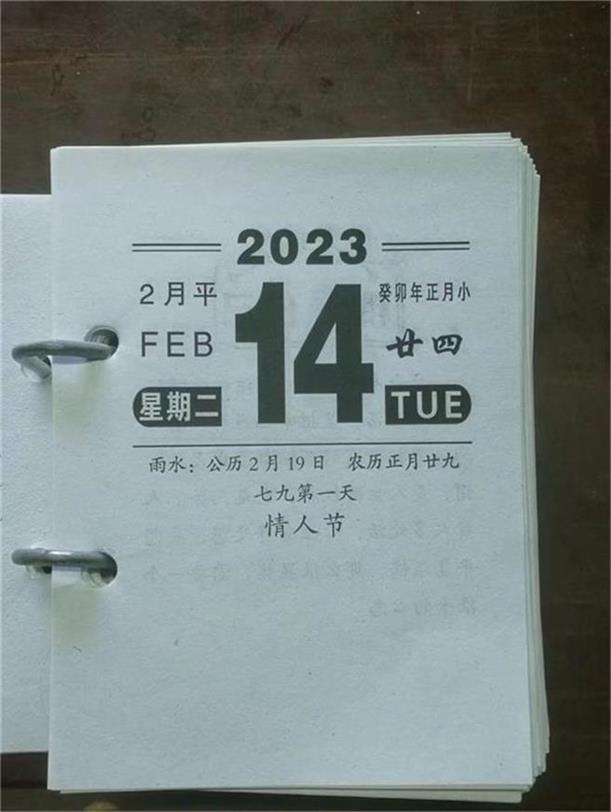 2023
2月平
癸卯年正月小
FEB
14
廿四
星期二
TUE
雨水：公历2月19日 农历正月廿九
七九第一天
情人节